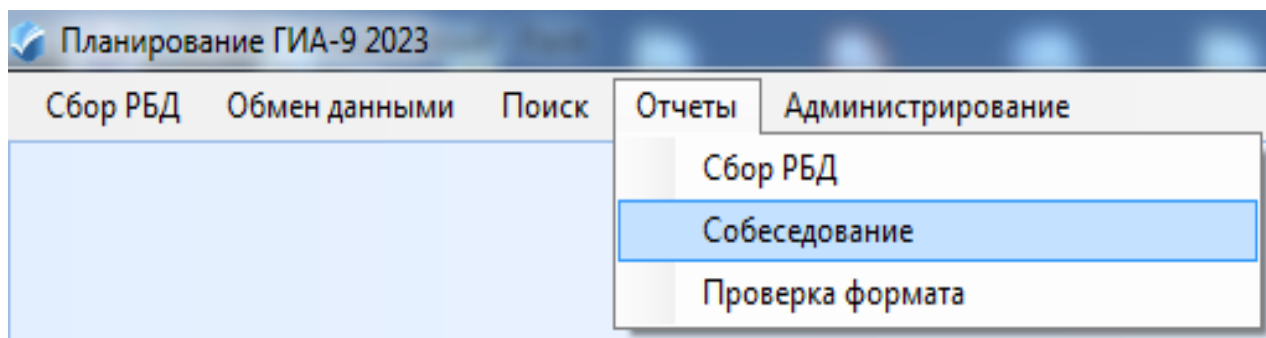 Планирование ГИА-9 2023
Сбор РБД Обмен данными Поиск Отчеты Администрирование
Сбор РБД
Собеседование
Проверка формата